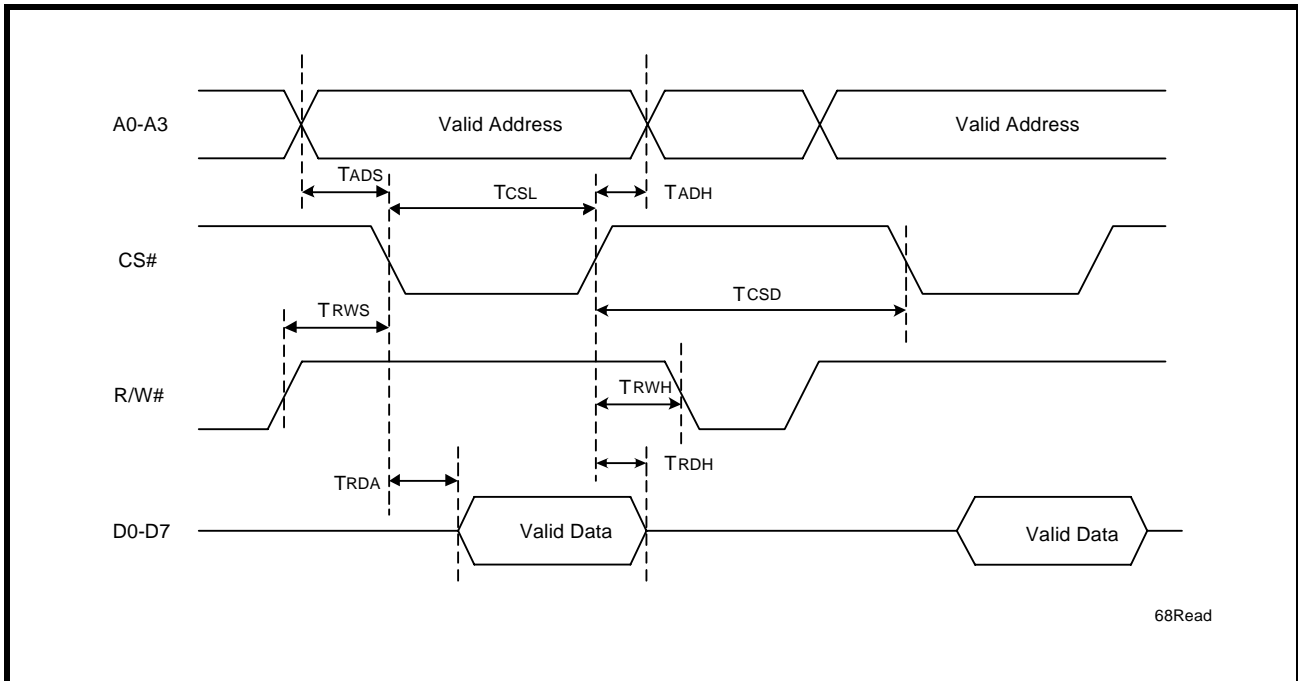 A0-A3
Valid Address
Valid Address
TADS
TCSL
TADH
CS#
TCSD
TRWS
R/W#
TRWH
TRDH
TRDA
D0-D7
Valid Data
Valid Data
68Read